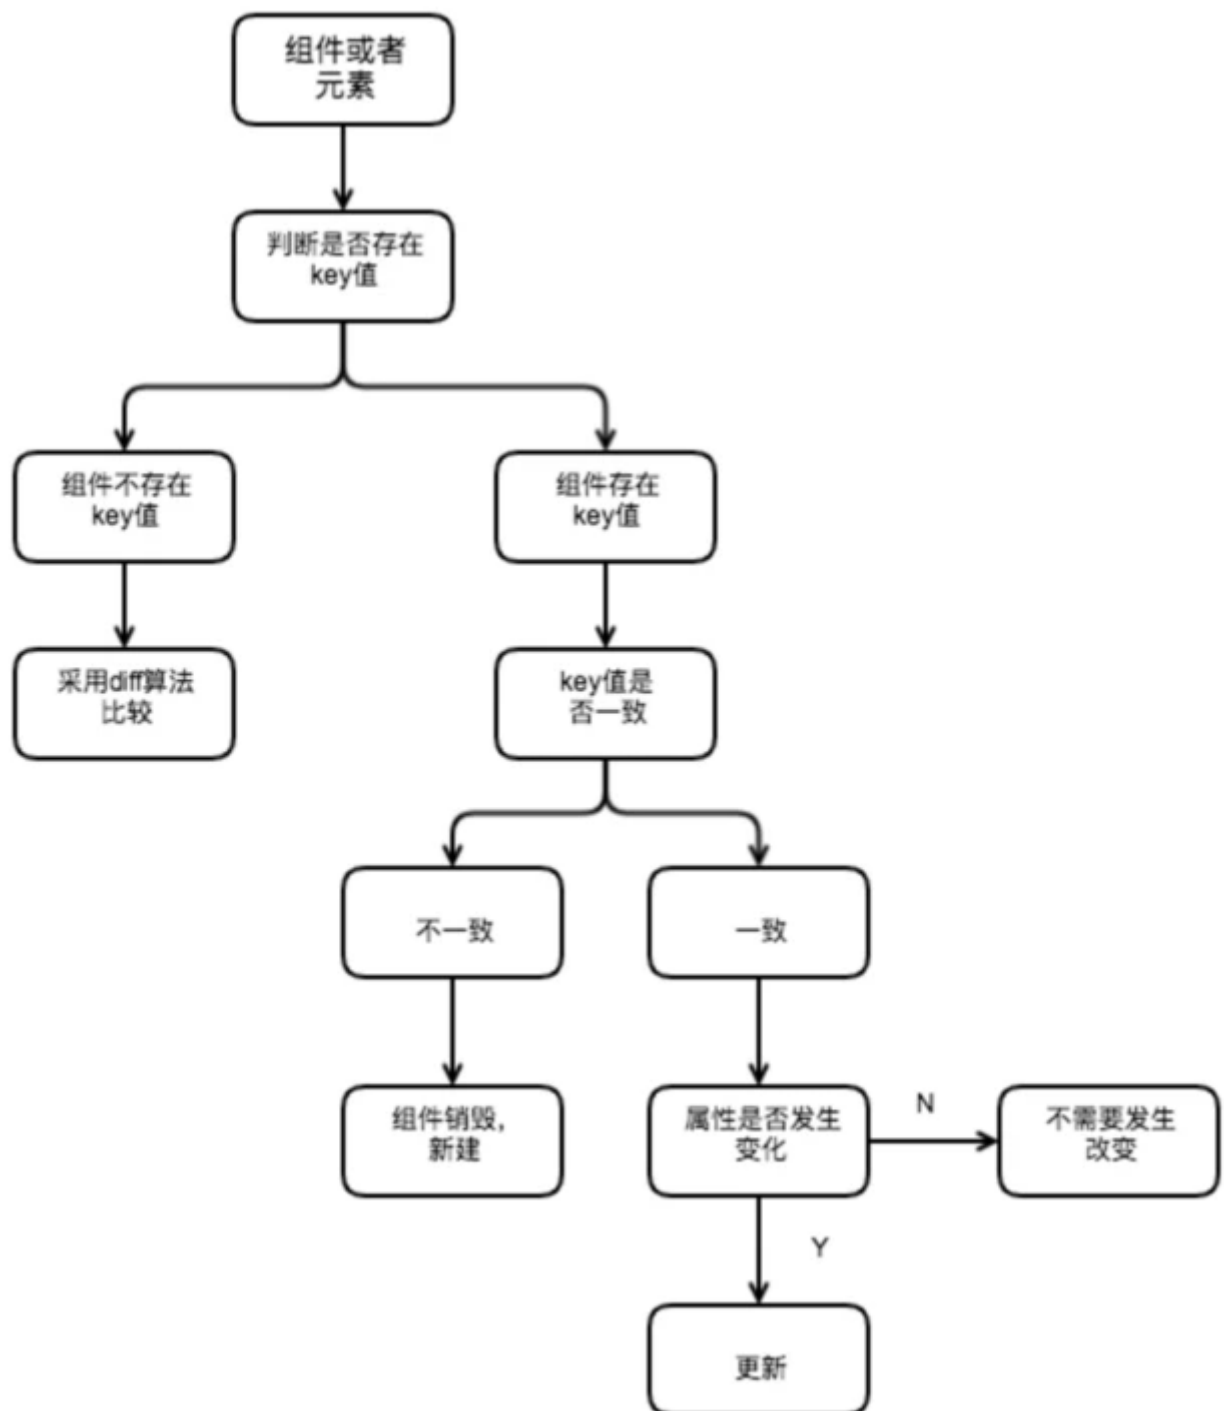 组件或者
元素
判断是否存在
key值
组件不存在
key值
组件存在
key值
采用diff算法
比较
key值是
否一致
不一致
一致
组件销毁,
新建
属性是否发生
变化
N
不需要发生
改变
Y
更新